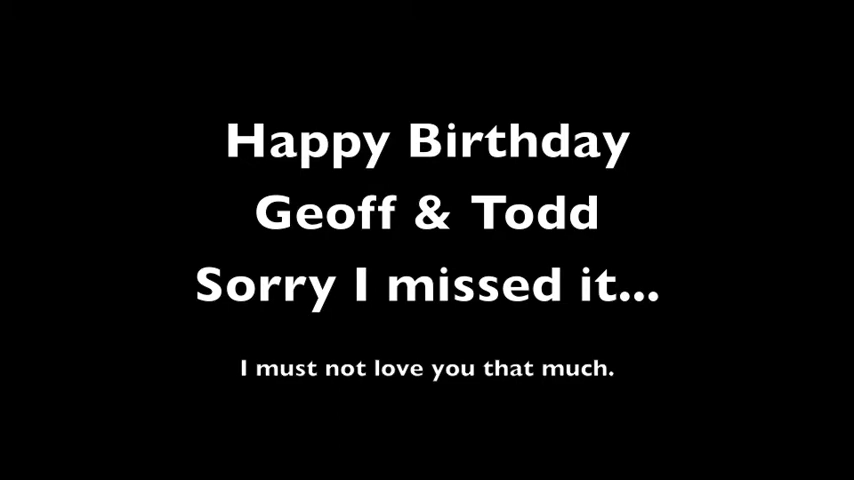 Happy Birthday
Geoff & Todd
Sorry I missed it...
I must not love you that much.